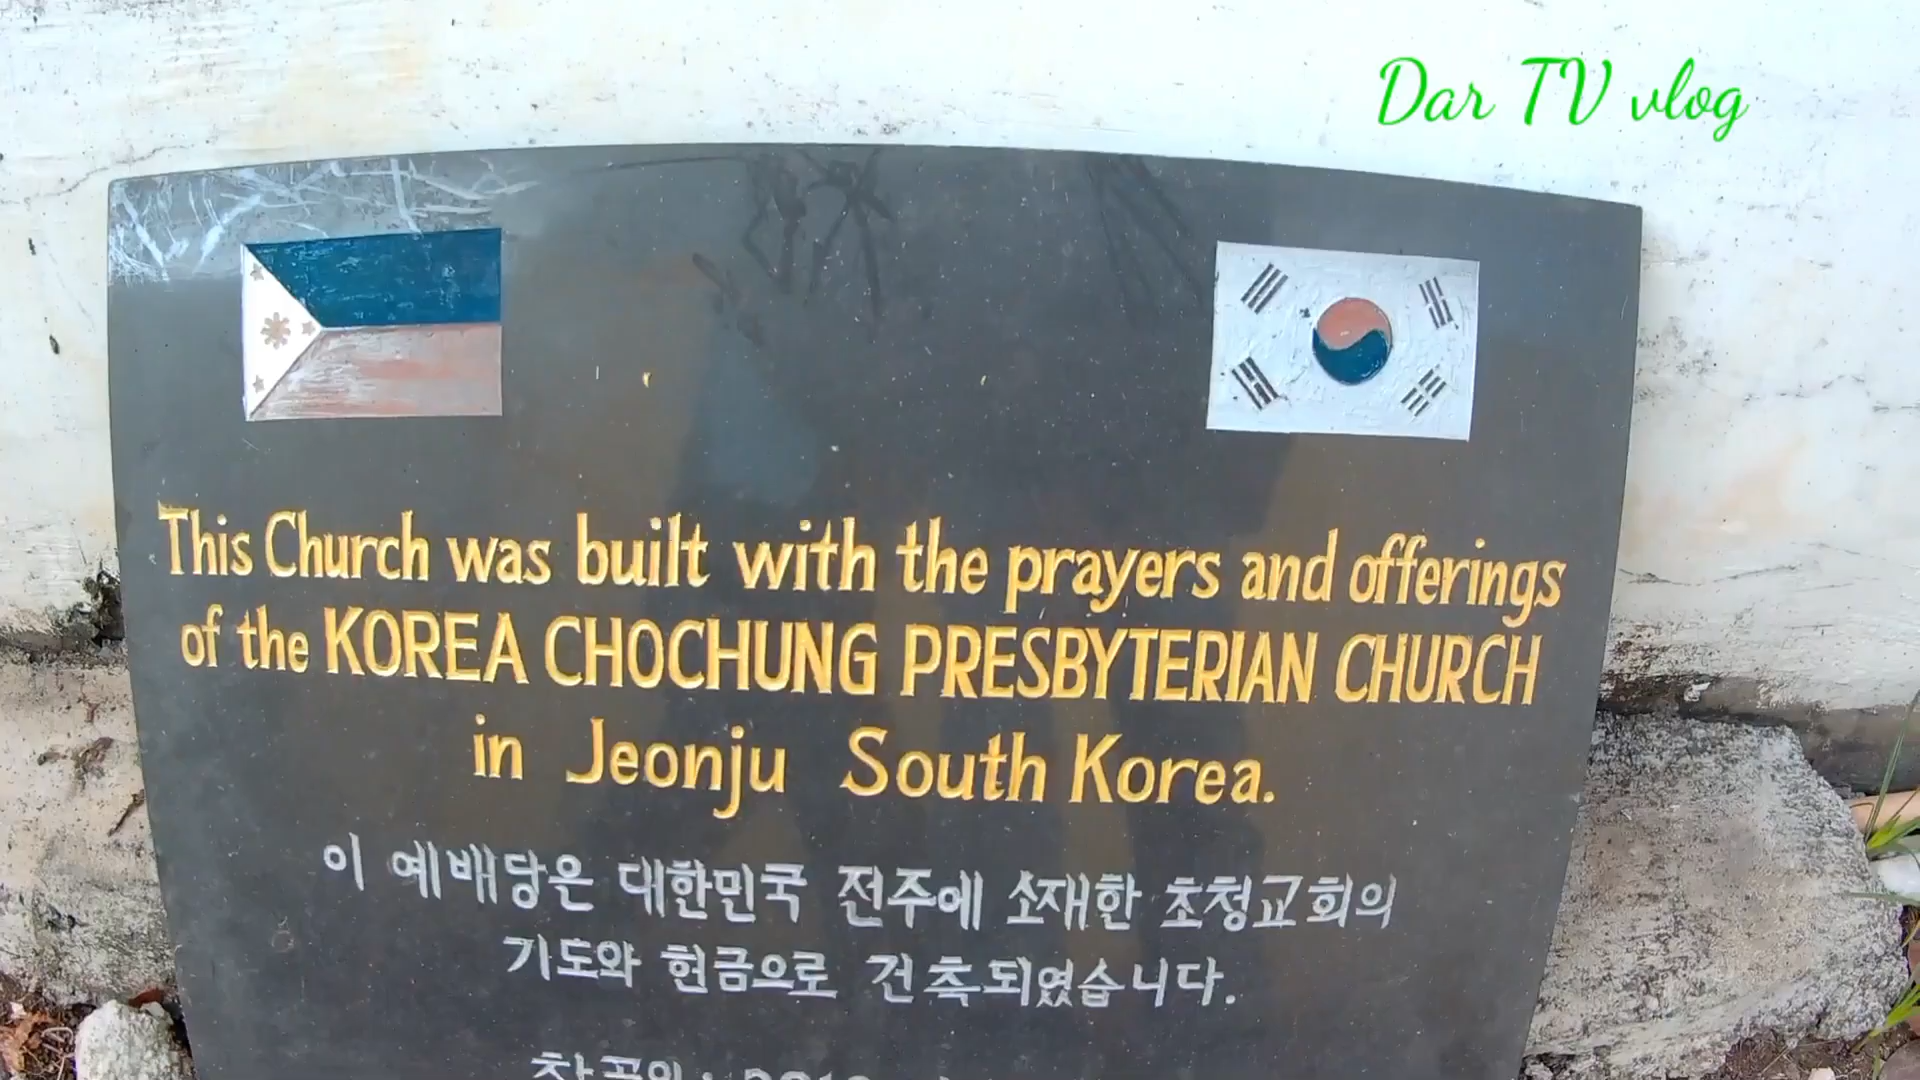 Dar TV vlog
This Church was built with the prayers and offerings
of the KOREA CHOCHUNG PRESBYTERIAN CHURCH
in Jeonju South Korea.
이 예배당은 대한민국 전주에 소재한 초청교회의
기도와 헌금으로 건축되었습니다.